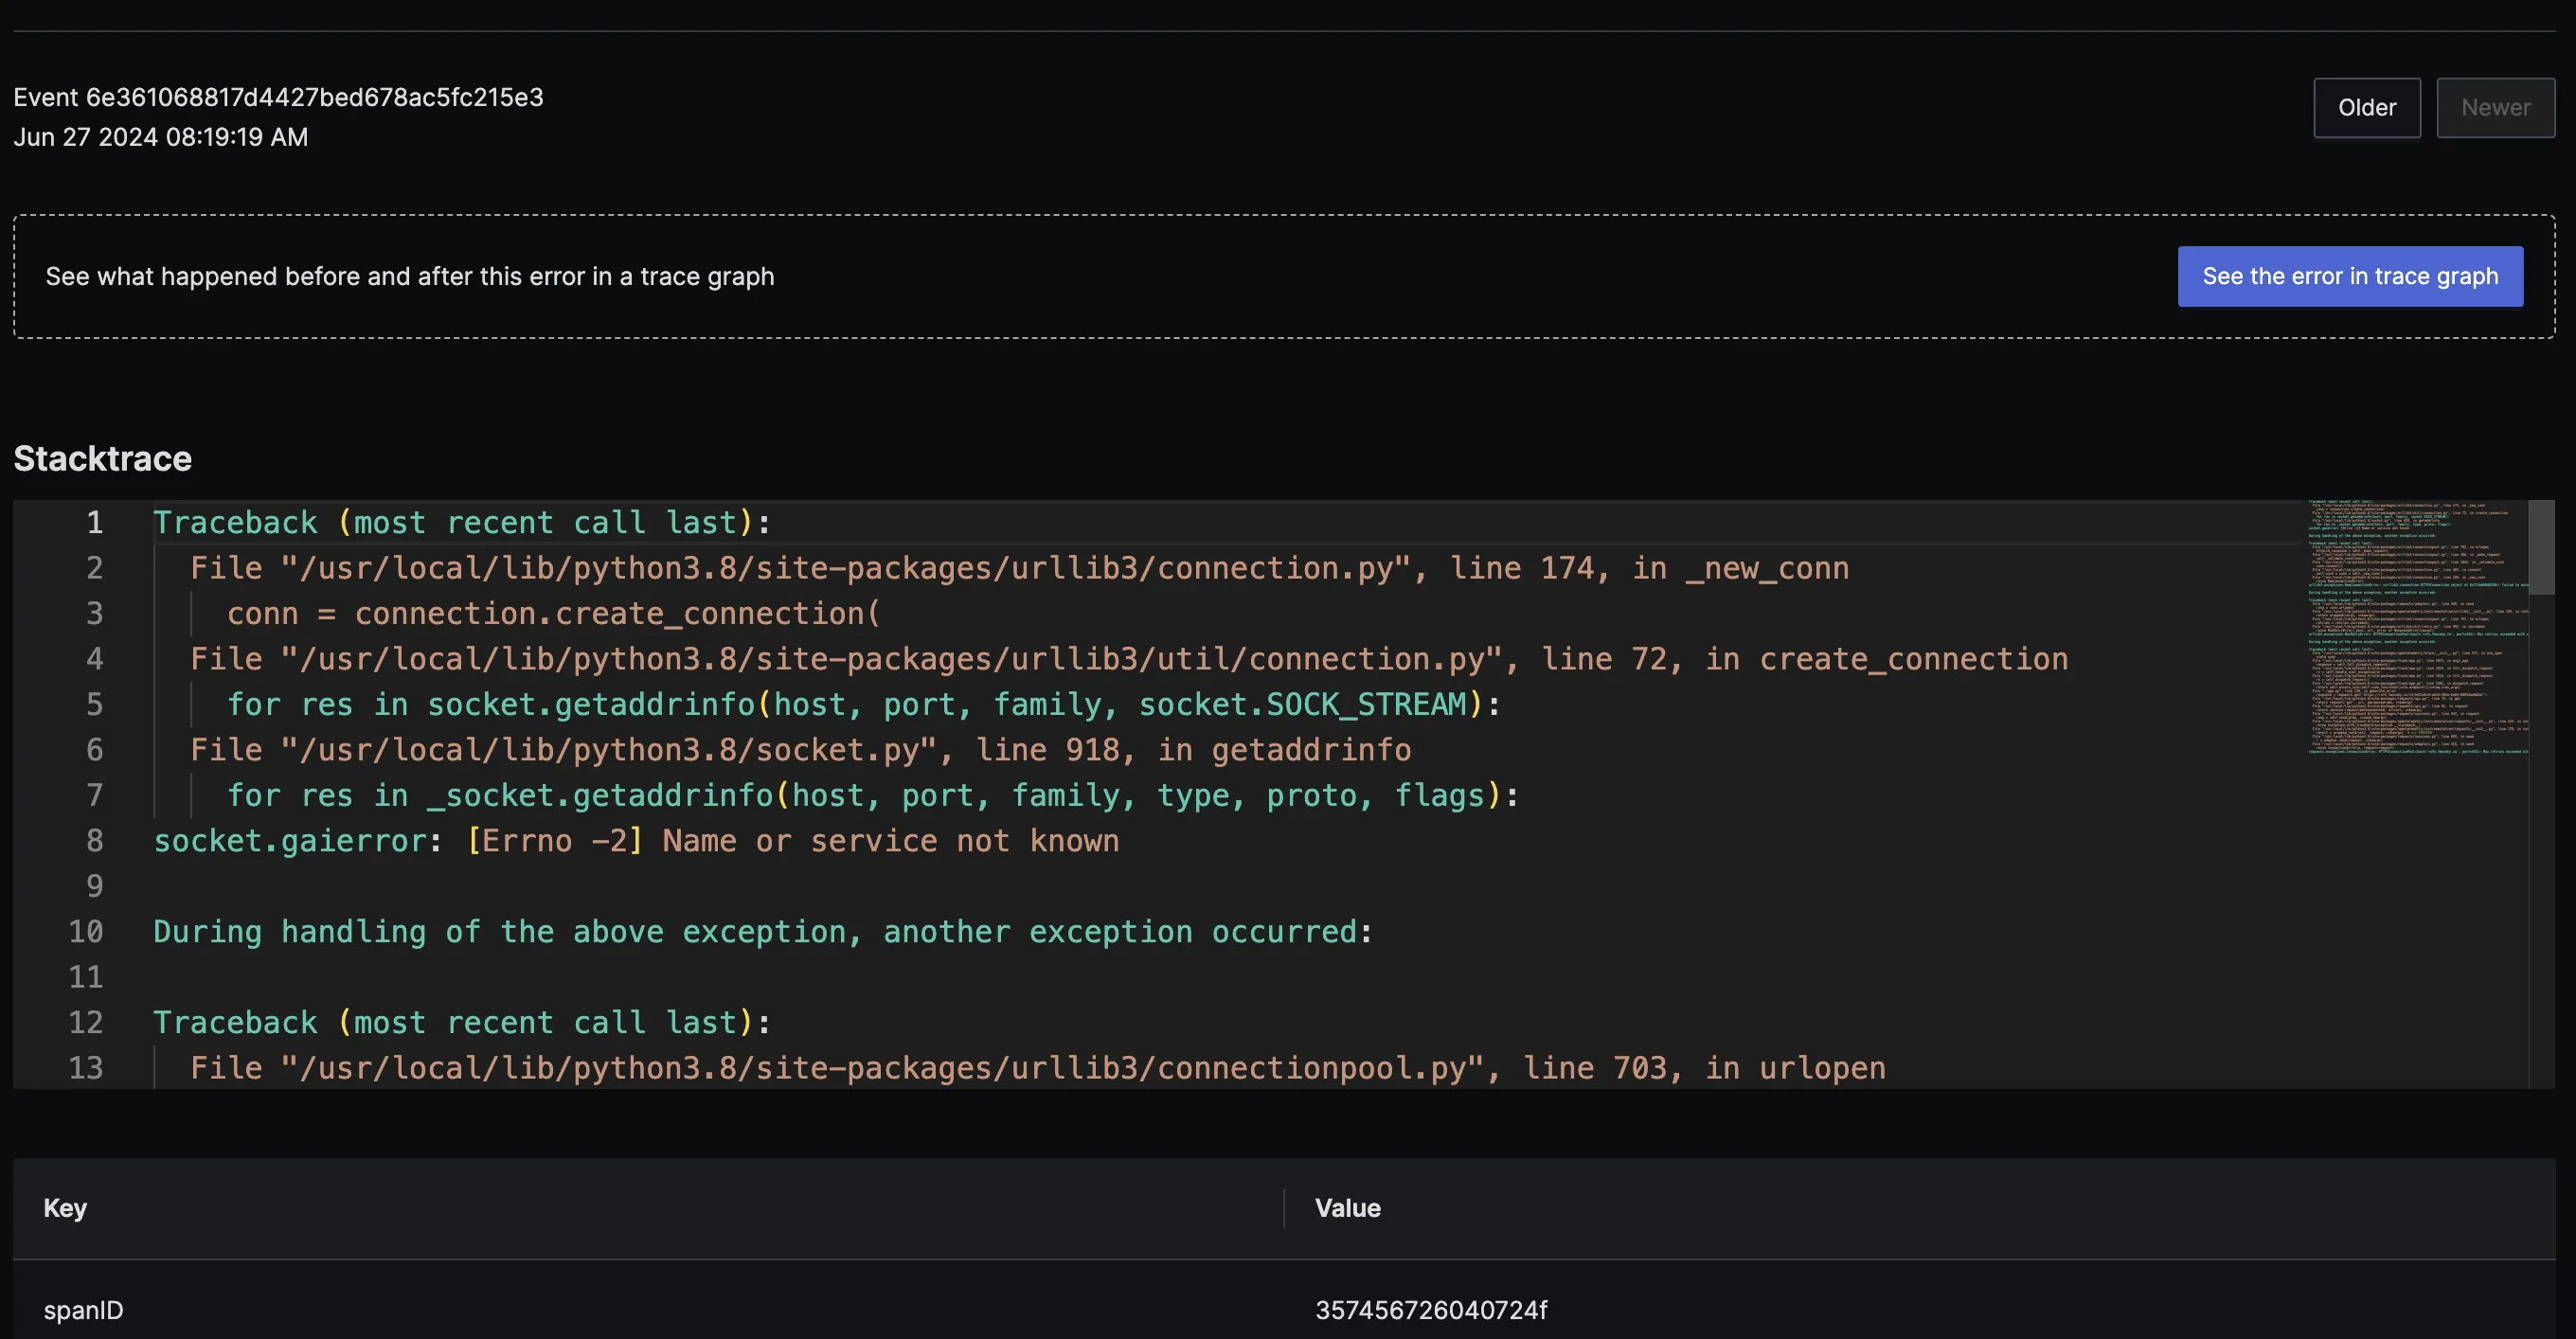 Event 6e361068817d4427bed678ac5fc215e3
Jun 27 2024 08:19:19 AM
Older
Newer
See what happened before and after this error in a trace graph
See the error in trace graph
Stacktrace
1 Traceback (most recent call last):
2 File "/usr/local/lib/python3.8/site-packages/urllib3/connection.py", line 174, in _new_conn
3 conn = connection.create_connection(
4 File "/usr/local/lib/python3.8/site-packages/urllib3/util/connection.py", line 72, in create_connection
5 for res in socket.getaddrinfo(host, port, family, socket.SOCK_STREAM):
6 File "/usr/local/lib/python3.8/socket.py", line 918, in getaddrinfo
7 for res in _socket.getaddrinfo(host, port, family, type, proto, flags):
8 socket.gaierror: [Errno -2] Name or service not known
9
10 During handling of the above exception, another exception occurred:
11
12 Traceback (most recent call last):
13 File "/usr/local/lib/python3.8/site-packages/urllib3/connectionpool.py", line 703, in urlopen
Key Value
spanID 357456726040724f